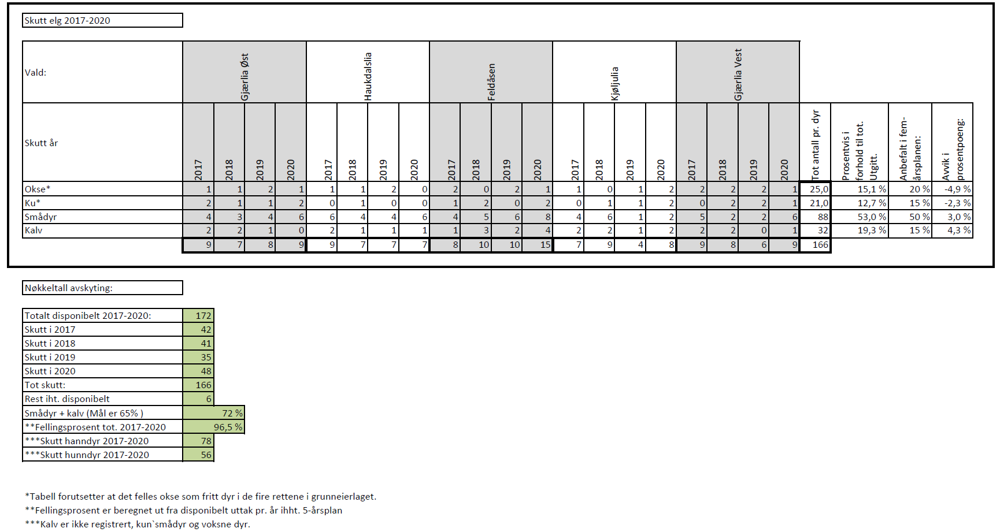 Skutt elg 2017-2020
Vald: Gjærlia Øst Haukdalslia Feldåsen Kjøljulia Gjærlia Vest
Skutt år 2017 2018 2019 2020 2017 2018 2019 2020 2017 2018 2019 2020 2017 2018 2019 2020 2017 2018 2019 2020 Tot antall pr. dyr Prosentvis i forhold til tot. Utgitt. Anbefalt i fem-årsplanen: Avvik i prosentpoeng:
Okse* 1 1 2 1 1 1 2 0 2 0 2 1 1 0 1 2 2 2 2 1 25,0 15,1 % 20 % -4,9 %
Ku* 2 1 1 2 0 1 0 0 1 2 0 2 0 1 1 2 0 2 2 1 21,0 12,7 % 15 % -2,3 %
Smådyr 4 3 4 6 6 4 4 6 4 5 6 8 4 6 1 2 5 2 2 6 88 53,0 % 50 % 3,0 %
Kalv 2 2 1 0 2 1 1 1 1 3 2 4 2 2 1 2 2 2 0 1 32 19,3 % 15 % 4,3 %
9 7 8 9 9 7 7 7 8 10 10 15 7 9 4 8 9 8 6 9 166
Nøkkeltall avskyting:
Totalt disponibelt 2017-2020: 172
Skutt i 2017 42
Skutt i 2018 41
Skutt i 2019 35
Skutt i 2020 48
Tot skutt: 166
Rest iht. disponibelt 6
Smådyr + kalv (Mål er 65% ) 72 %
**Fellingsprosent tot. 2017-2020 96,5 %
***Skutt hanndyr 2017-2020 78
***Skutt hunndyr 2017-2020 56
*Tabell forutsetter at det felles okse som fritt dyr i de fire rettene i grunneierlaget.
**Fellingsprosent er beregnet ut fra disponibelt uttak pr. år ihht. 5-årsplan
***Kalv er ikke registrert, kun`smådyr og voksne dyr.